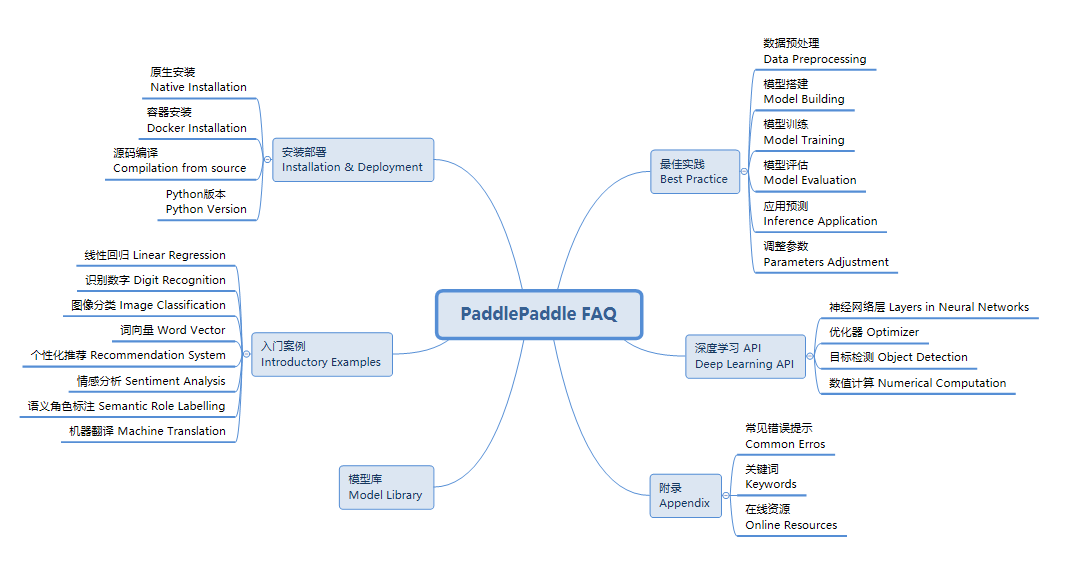 PaddlePaddle FAQ
安装部署
Installation & Deployment
原生安装
Native Installation
容器安装
Docker Installation
源码编译
Compilation from source
Python版本
Python Version
入门案例
Introductory Examples
线性回归 Linear Regression
识别数字 Digit Recognition
图像分类 Image Classification
词向量 Word Vector
个性化推荐 Recommendation System
情感分析 Sentiment Analysis
语义角色标注 Semantic Role Labelling
机器翻译 Machine Translation
模型库
Model Library
最佳实践
Best Practice
数据预处理
Data Preprocessing
模型搭建
Model Building
模型训练
Model Training
模型评估
Model Evaluation
应用预测
Inference Application
调整参数
Parameters Adjustment
深度学习 API
Deep Learning API
神经网络层 Layers in Neural Networks
优化器 Optimizer
目标检测 Object Detection
数值计算 Numerical Computation
附录
Appendix
常见错误提示
Common Erros
关键词
Keywords
在线资源
Online Resources